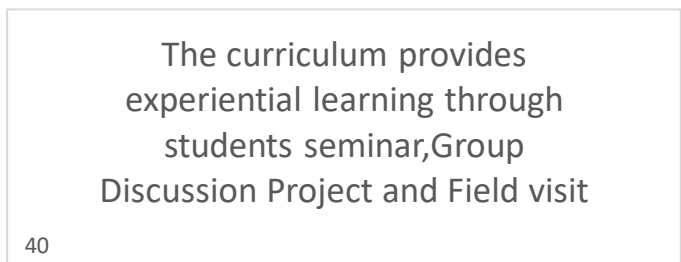 The curriculum provides
experiential learning through
students seminar,Group
Discussion Project and Field visit
40